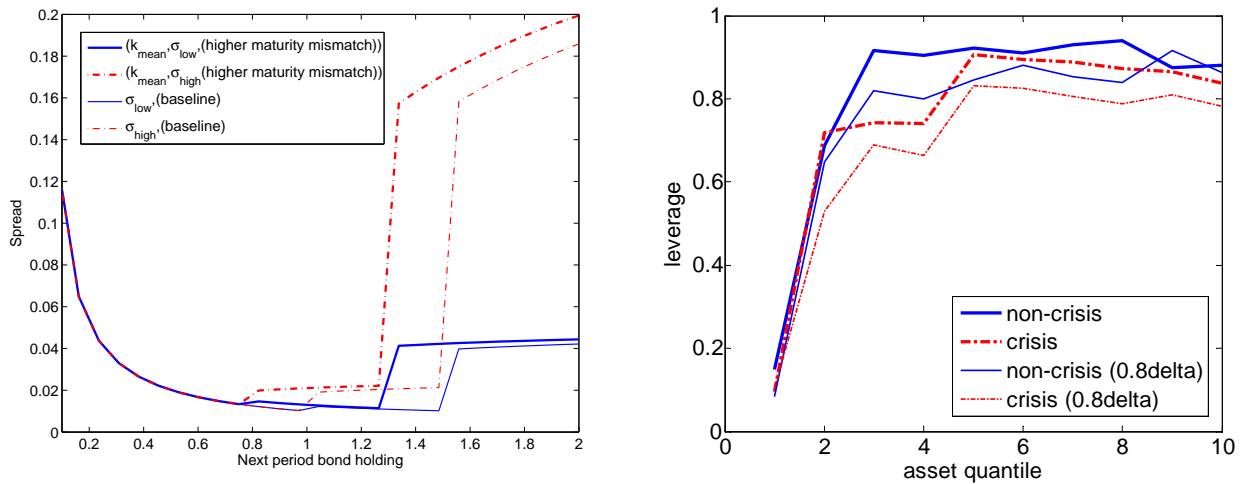 0.2
0.18
0.16
0.14
0.12
0.1
0.08
0.06
0.04
0.02
0
Spread
(k_mean,σ_low,(higher maturity mismatch))
(k_mean,σ_high,(higher maturity mismatch))
σ_low,(baseline)
σ_high,(baseline)
0.2 0.4 0.6 0.8 1 1.2 1.4 1.6 1.8 2
Next period bond holding
1
0.8
0.6
0.4
0.2
0
leverage
non-crisis
crisis
non-crisis (0.8delta)
crisis (0.8delta)
0 2 4 6 8 10
asset quantile